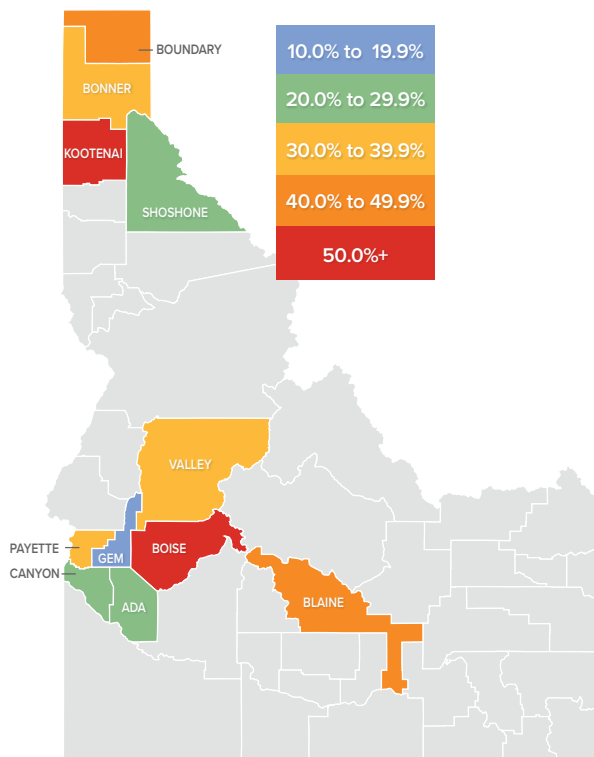 BOUNDARY
BONNER
KOOTENAI
SHOSHONE
10.0% to 19.9%
20.0% to 29.9%
30.0% to 39.9%
40.0% to 49.9%
50.0%+
VALLEY
PAYETTE
GEM
BOISE
CANYON
ADA
BLAINE